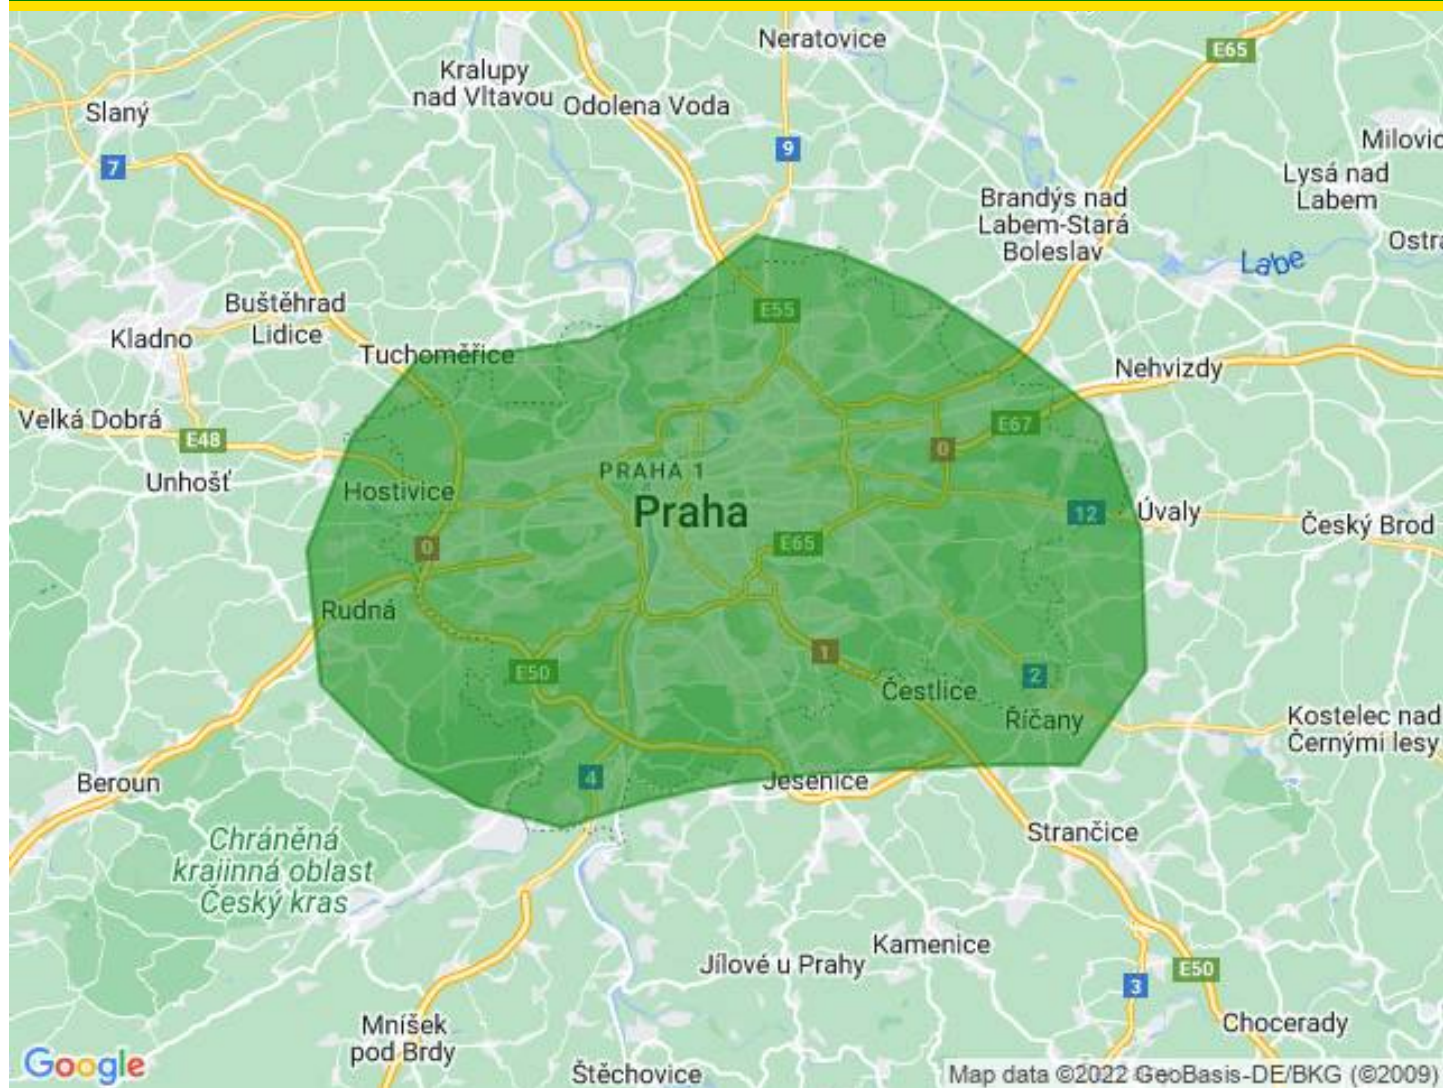 Neratovice
E65
Kralupy
nad Vltavou
Odolena Voda
Slaný
7
9
Milovic
Lysá nad
Labem
Brandýs nad
Labem-Stará
Boleslav
Ostra
Labe
Buštěhrad
Lidice
Kladno
E55
Tuchoměřice
Nehvizdy
Velká Dobrá
E48
E67
0
Unhošť
PRAHA 1
Hostivice
Praha
12
Úvaly
Český Brod
0
E65
Rudná
1
E50
2
Čestlice
Říčany
Kostelec nad
Černými lesy
Beroun
4
Jesenice
Strančice
Chráněná
krajinná oblast
Český kras
Kamenice
Jílové u Prahy
E50
3
Mníšek
pod Brdy
Chocerady
Google
Štěchovice
Map data ©2022 GeoBasis-DE/BKG (©2009)